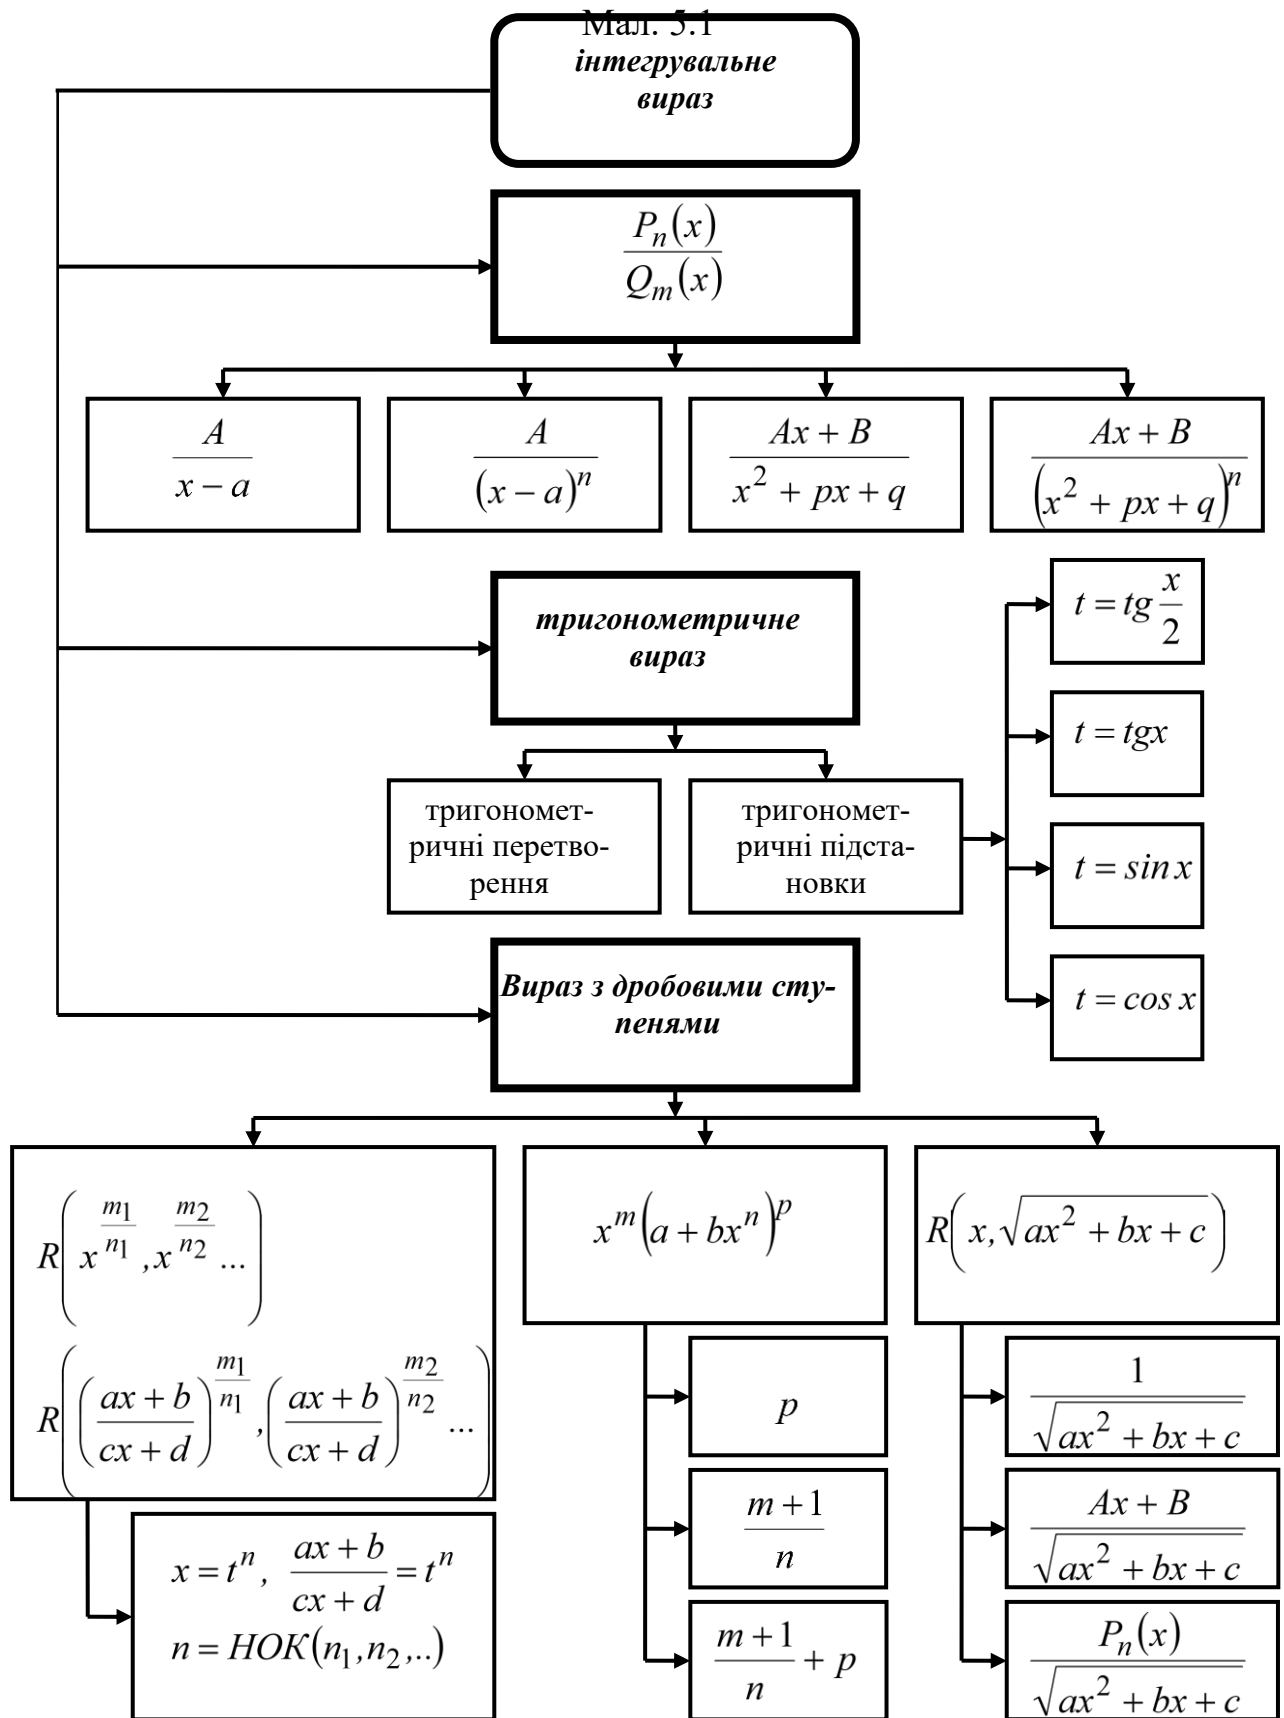 Мал. 5.1
інтегрувальне
вираз
P_n(x)/Q_m(x)
A/(x − a)
A/(x − a)^n
(Ax + B)/(x^2 + px + q)
(Ax + B)/(x^2 + px + q)^n
тригонометричне
вираз
t = tg x/2
t = tgx
t = sin x
t = cos x
тригономет-
ричні перетво-
рення
тригономет-
ричні підста-
новки
Вираз з дробовими сту-
пенями
R(x^(m1/n1), x^(m2/n2) ...)
R(((ax + b)/(cx + d))^(m1/n1), ((ax + b)/(cx + d))^(m2/n2) ...)
x = t^n, (ax + b)/(cx + d) = t^n
n = НОК(n1, n2,..)
x^m(a + bx^n)^p
p
(m + 1)/n
(m + 1)/n + p
R(x, √(ax^2 + bx + c))
1/√(ax^2 + bx + c)
(Ax + B)/√(ax^2 + bx + c)
P_n(x)/√(ax^2 + bx + c)